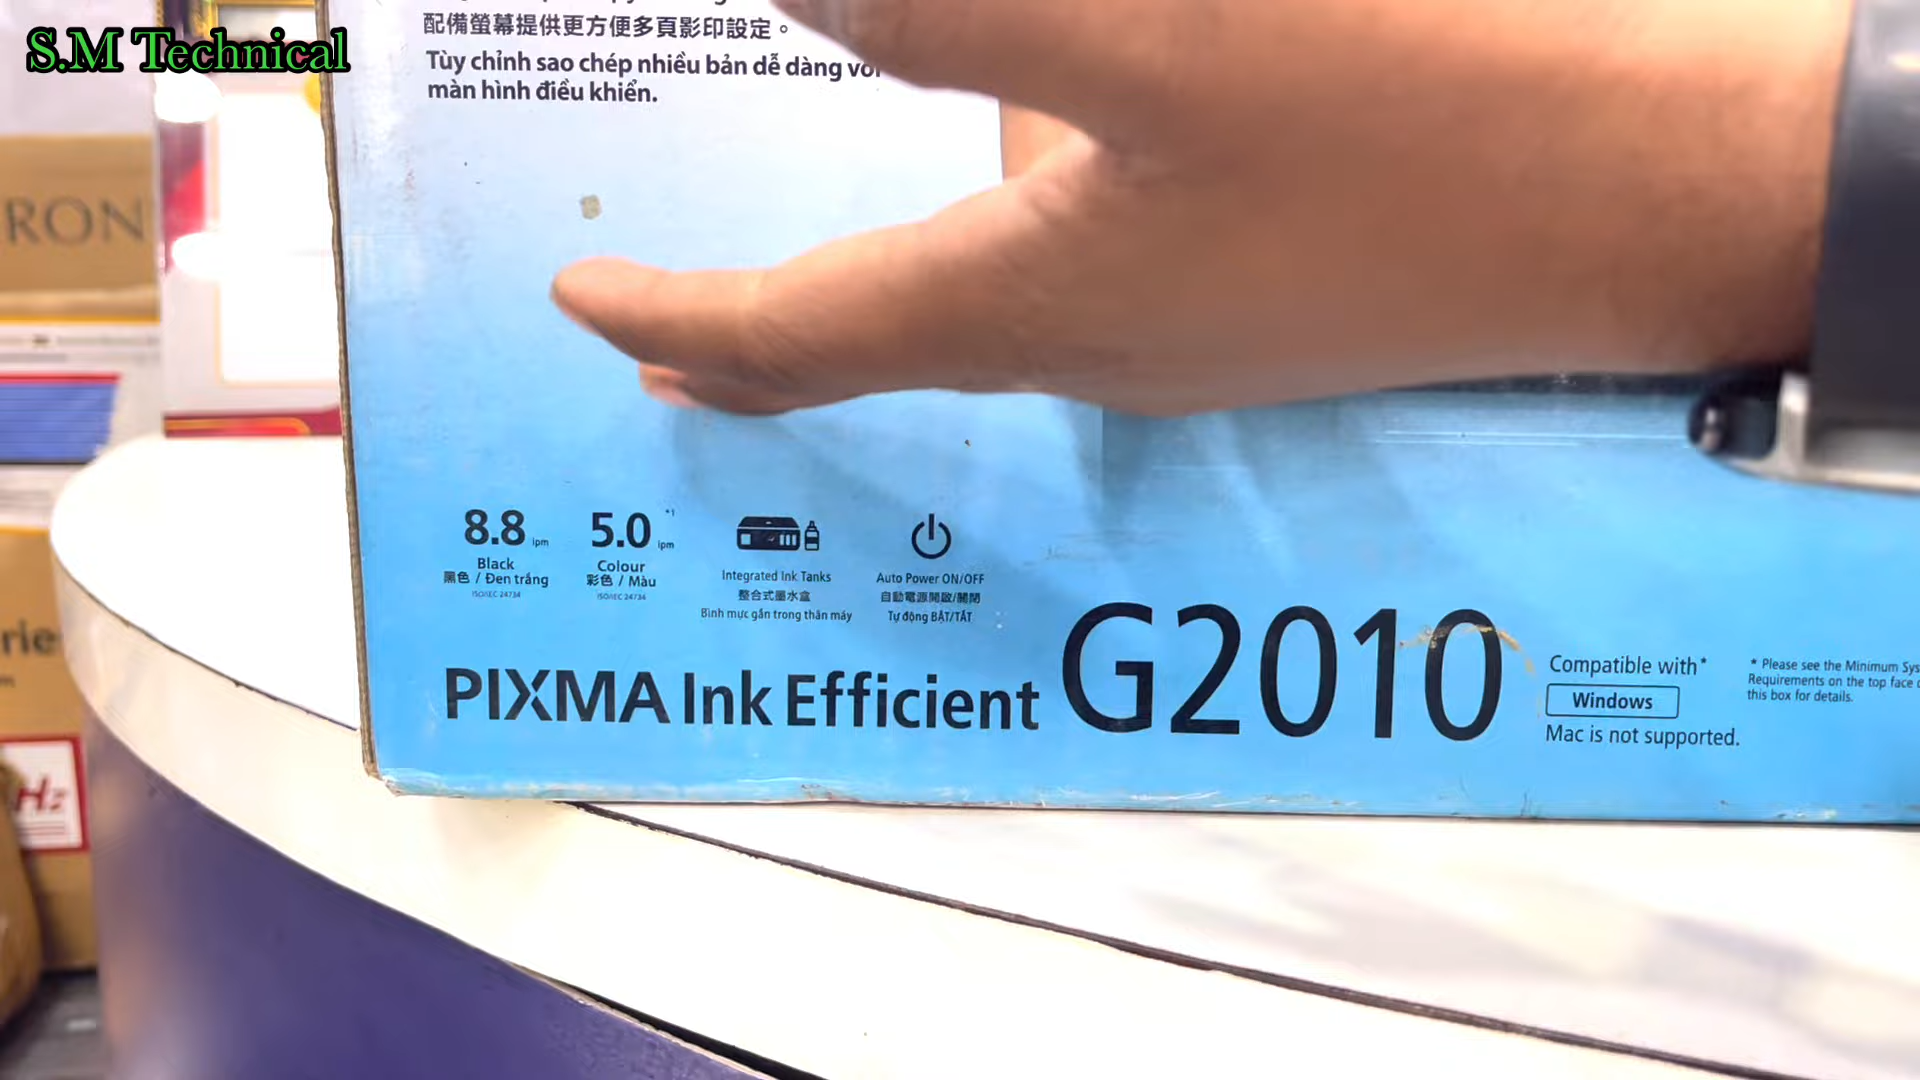 S.M Technical
配備螢幕提供更方便多頁影印設定。
Tùy chỉnh sao chép nhiều bản dễ dàng với
màn hình điều khiển.
RON
8.8 ipm
Black
黑色 / Đen trắng
ISO/IEC 24734
5.0 ipm *1
Colour
彩色 / Màu
ISO/IEC 24734
Integrated Ink Tanks
整合式墨水盒
Bình mực gắn trong thân máy
Auto Power ON/OFF
自動電源開啟/關閉
Tự động BẬT/TẮT
PIXMA Ink Efficient G2010
Compatible with*
Windows
Mac is not supported.
* Please see the Minimum Sys
Requirements on the top face o
this box for details.
rie
Hz